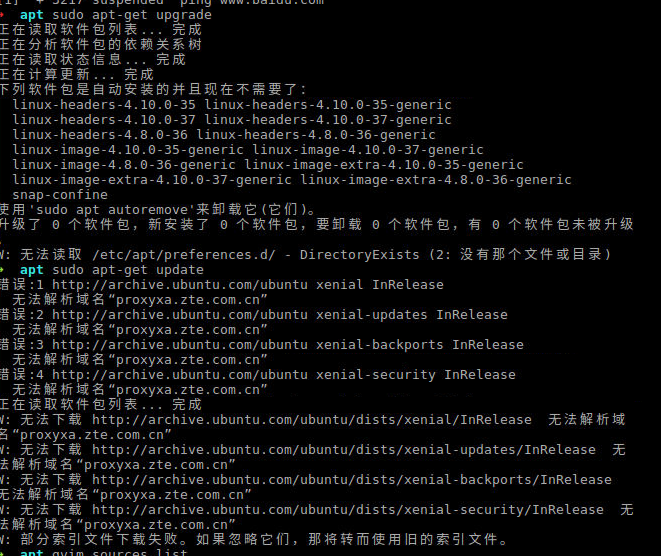 [1]  + 3217 suspended  ping www.baidu.com
➜  apt sudo apt-get upgrade
正在读取软件包列表... 完成
正在分析软件包的依赖关系树
正在读取状态信息... 完成
正在计算更新... 完成
下列软件包是自动安装的并且现在不需要了：
linux-headers-4.10.0-35 linux-headers-4.10.0-35-generic
linux-headers-4.10.0-37 linux-headers-4.10.0-37-generic
linux-headers-4.8.0-36 linux-headers-4.8.0-36-generic
linux-image-4.10.0-35-generic linux-image-4.10.0-37-generic
linux-image-4.8.0-36-generic linux-image-extra-4.10.0-35-generic
linux-image-extra-4.10.0-37-generic linux-image-extra-4.8.0-36-generic
snap-confine
使用'sudo apt autoremove'来卸载它(它们)。
升级了 0 个软件包，新安装了 0 个软件包，要卸载 0 个软件包，有 0 个软件包未被升级
。
W: 无法读取 /etc/apt/preferences.d/ - DirectoryExists (2: 没有那个文件或目录)
➜  apt sudo apt-get update
错误:1 http://archive.ubuntu.com/ubuntu xenial InRelease
无法解析域名“proxyxa.zte.com.cn”
错误:2 http://archive.ubuntu.com/ubuntu xenial-updates InRelease
无法解析域名“proxyxa.zte.com.cn”
错误:3 http://archive.ubuntu.com/ubuntu xenial-backports InRelease
无法解析域名“proxyxa.zte.com.cn”
错误:4 http://archive.ubuntu.com/ubuntu xenial-security InRelease
无法解析域名“proxyxa.zte.com.cn”
正在读取软件包列表... 完成
W: 无法下载 http://archive.ubuntu.com/ubuntu/dists/xenial/InRelease  无法解析域
名“proxyxa.zte.com.cn”
W: 无法下载 http://archive.ubuntu.com/ubuntu/dists/xenial-updates/InRelease  无
法解析域名“proxyxa.zte.com.cn”
W: 无法下载 http://archive.ubuntu.com/ubuntu/dists/xenial-backports/InRelease
无法解析域名“proxyxa.zte.com.cn”
W: 无法下载 http://archive.ubuntu.com/ubuntu/dists/xenial-security/InRelease  无
法解析域名“proxyxa.zte.com.cn”
W: 部分索引文件下载失败。如果忽略它们，那将转而使用旧的索引文件。
➜  apt gvim sources.list